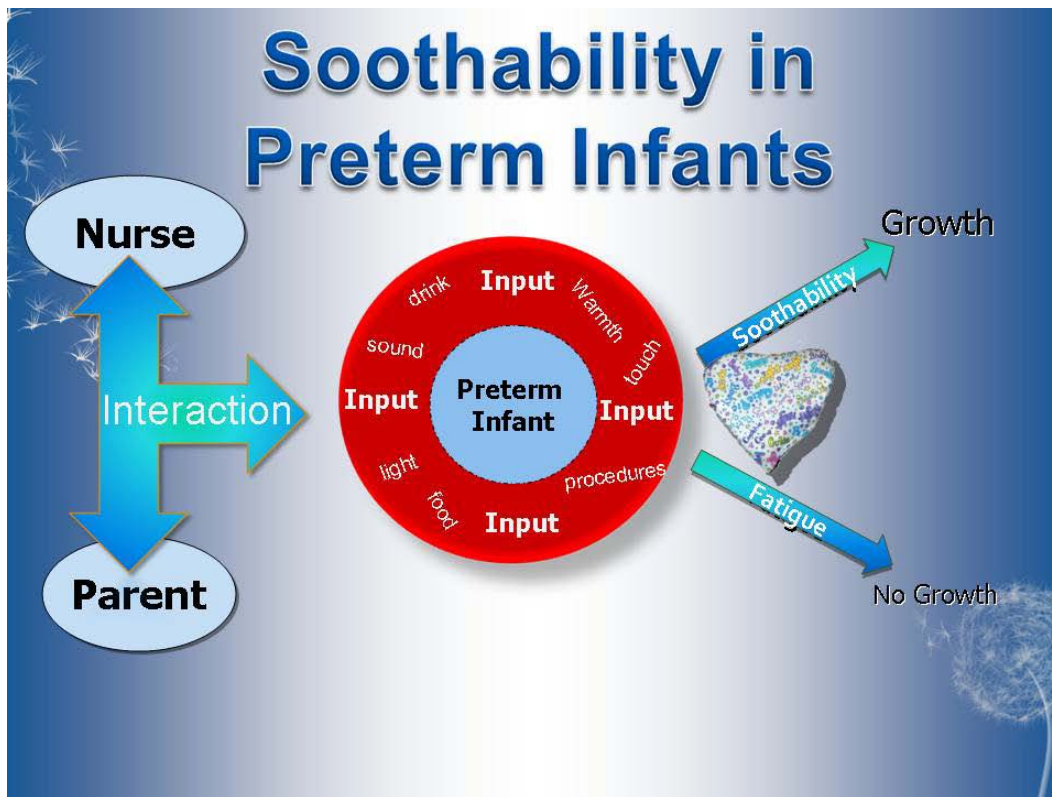 Soothability in
Preterm Infants
Nurse
Interaction
Parent
Input
drink
Warmth
sound
touch
Input
Preterm
Infant
Input
light
procedures
food
Input
Growth
Soothability
Fatigue
No Growth